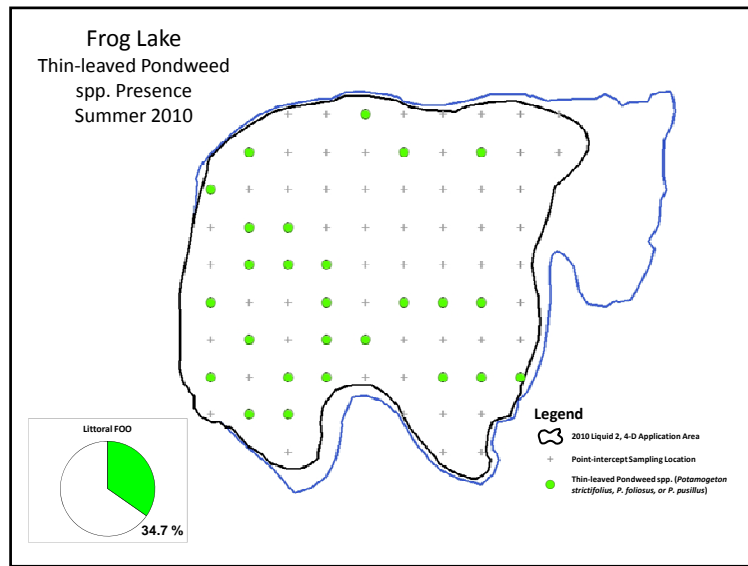 Frog Lake
Thin-leaved Pondweed
spp. Presence
Summer 2010
Legend
2010 Liquid 2, 4-D Application Area
Point-intercept Sampling Location
Thin-leaved Pondweed spp. (Potamogeton
strictifolius, P. foliosus, or P. pusillus)
Littoral FOO
34.7 %